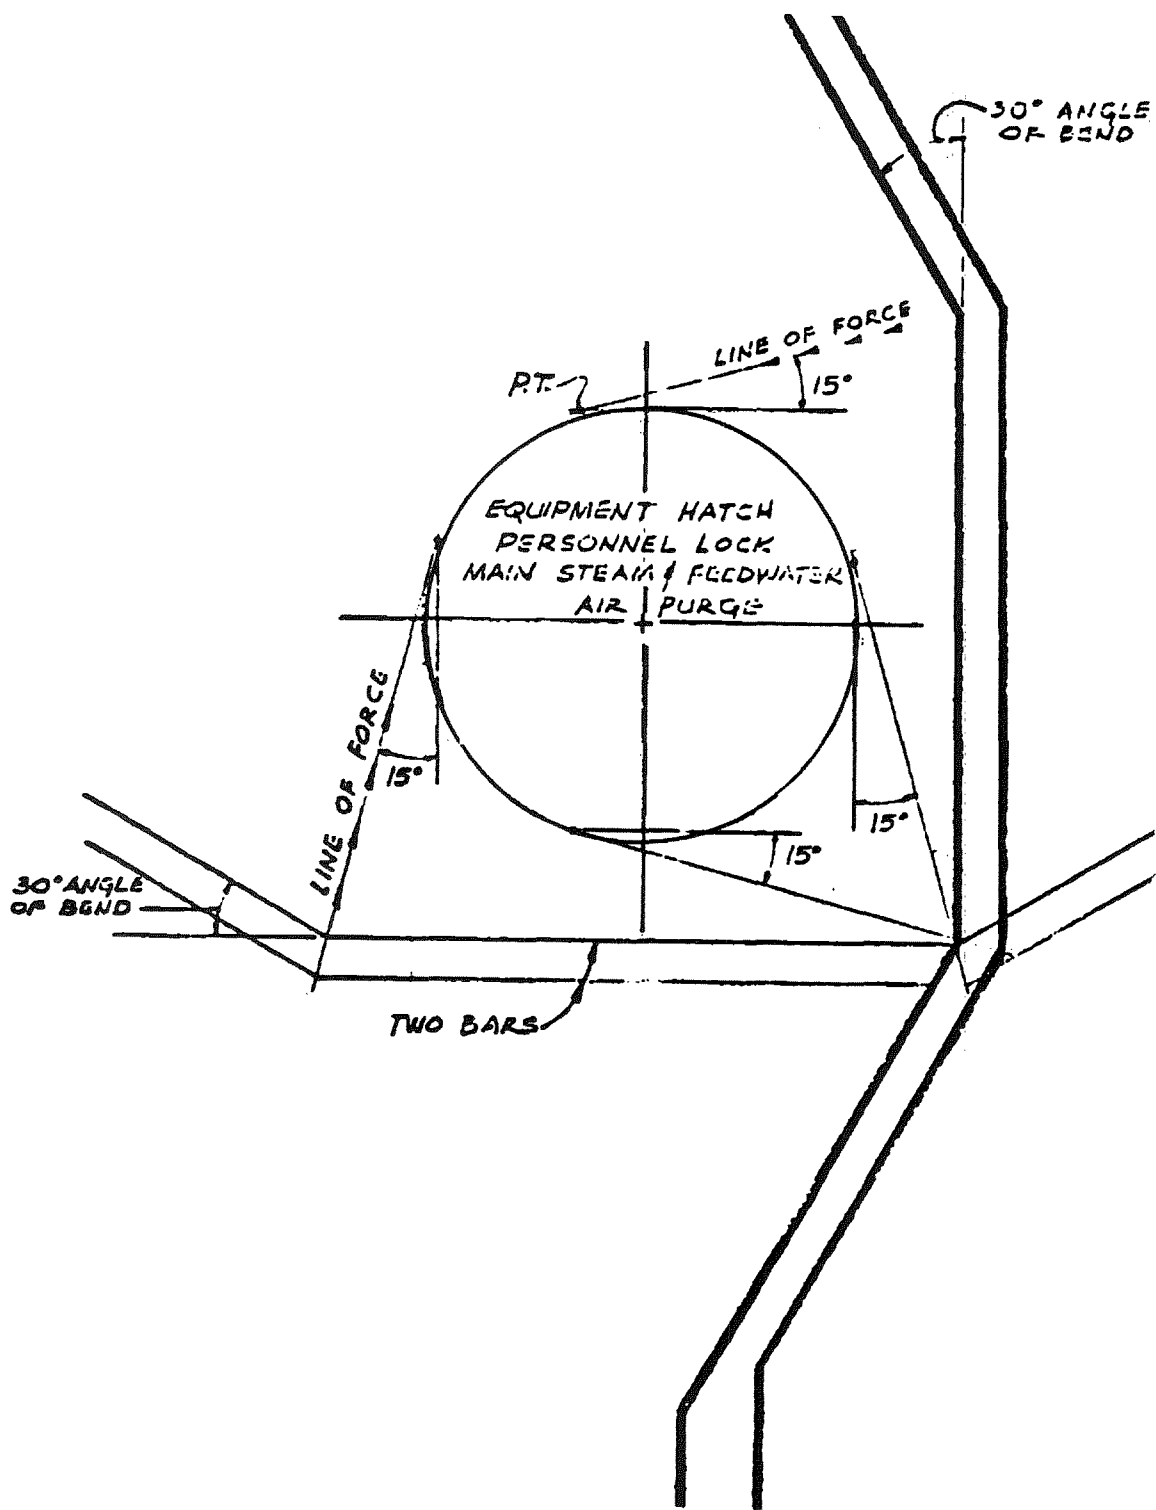 30° ANGLE
OF BEND
LINE OF FORCE
15°
P.T.
EQUIPMENT HATCH
PERSONNEL LOCK
MAIN STEAM & FEEDWATER
AIR PURGE
LINE OF FORCE
15°
15°
15°
30° ANGLE
OF BEND
TWO BARS